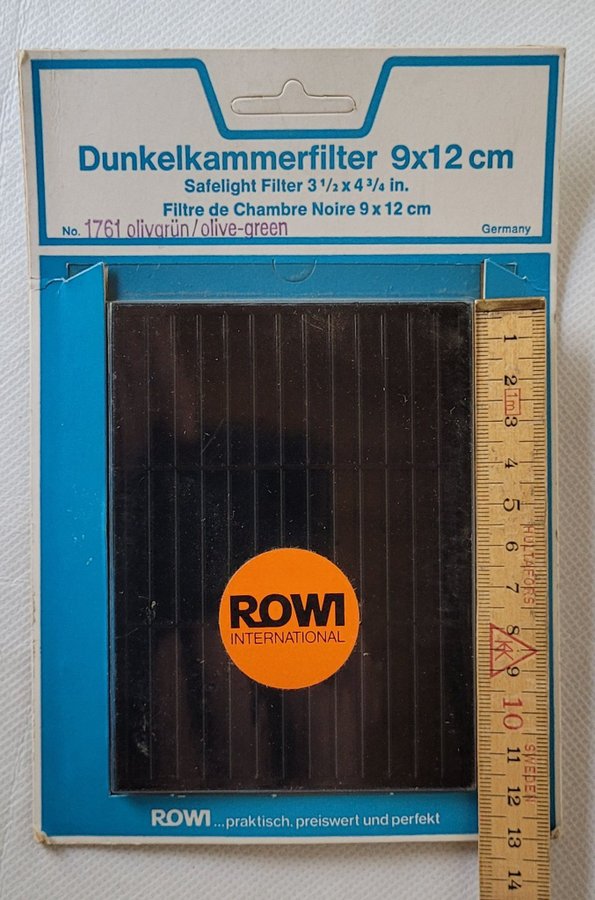 Dunkelkammerfilter 9x12 cm
Safelight Filter 3 1/2 x 4 3/4 in.
Filtre de Chambre Noire 9 x 12 cm
No. 1761 olivgrün/olive-green Germany
ROWI
INTERNATIONAL
ROWI ...praktisch, preiswert und perfekt
1
2
1m
3
4
5
6
HULTAFORS
7
8
9
10
11
SWEDEN
12
13
14